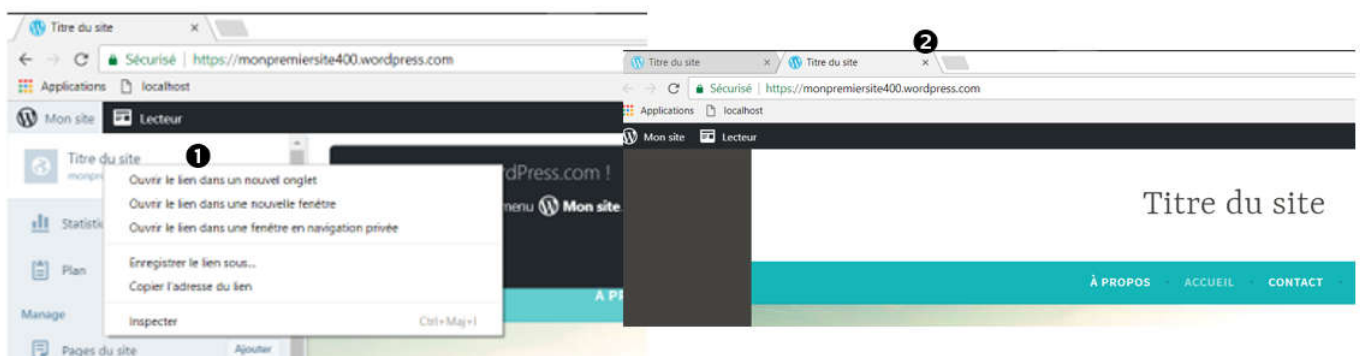 Titre du site
Sécurisé | https://monpremiersite400.wordpress.com
Applications localhost
Mon site Lecteur
❶
Titre du site
monpre
Ouvrir le lien dans un nouvel onglet
Ouvrir le lien dans une nouvelle fenêtre
Statisti
Ouvrir le lien dans une fenêtre en navigation privée
Enregistrer le lien sous...
Plan
Copier l'adresse du lien
Manage
Inspecter Ctrl+Maj+I
Pages du site Ajouter
rdPress.com !
menu Mon site
A P
❷
Titre du site Titre du site
Sécurisé | https://monpremiersite400.wordpress.com
Applications localhost
Mon site Lecteur
Titre du site
À PROPOS ACCUEIL CONTACT